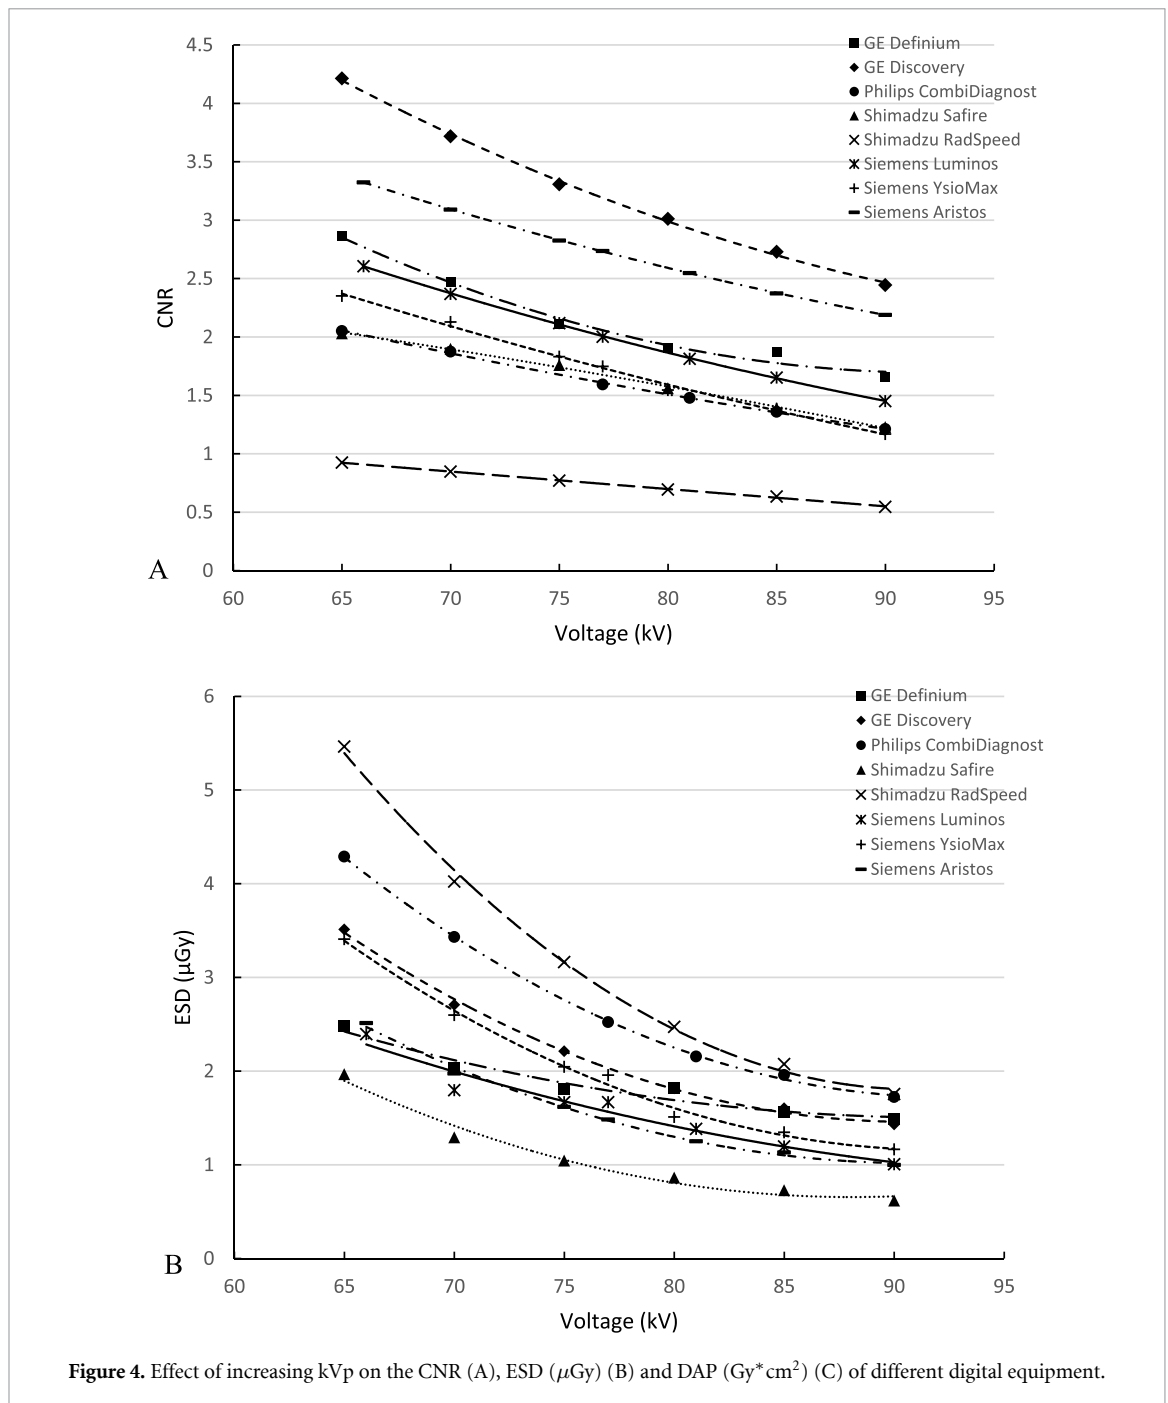 4.5
4
3.5
3
2.5
2
1.5
1
0.5
0
CNR
GE Definium
GE Discovery
Philips CombiDiagnost
Shimadzu Safire
Shimadzu RadSpeed
Siemens Luminos
Siemens YsioMax
Siemens Aristos
A
60 65 70 75 80 85 90 95
Voltage (kV)
6
5
4
3
2
1
0
ESD (μGy)
GE Definium
GE Discovery
Philips CombiDiagnost
Shimadzu Safire
Shimadzu RadSpeed
Siemens Luminos
Siemens YsioMax
Siemens Aristos
B
60 65 70 75 80 85 90 95
Voltage (kV)
Figure 4. Effect of increasing kVp on the CNR (A), ESD (μGy) (B) and DAP (Gy*cm²) (C) of different digital equipment.